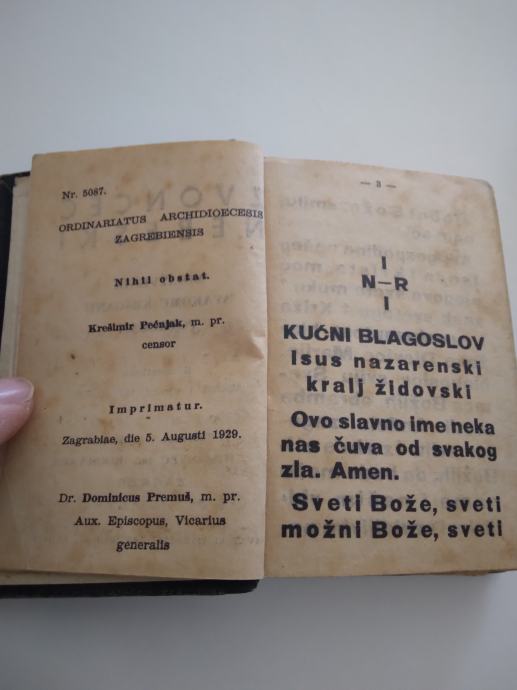 Nr. 5087.
ORDINARIATUS ARCHIDIOECESIS
ZAGREBIENSIS
Nihil obstat.
Krešimir Pećnjak, m. pr.
censor
Imprimatur.
Zagrabiae, die 5. Augusti 1929.
Dr. Dominicus Premuš, m. pr.
Aux. Episcopus, Vicarius
generalis
— 3 —
I
N—R
I
KUĆNI BLAGOSLOV
Isus nazarenski
kralj židovski
Ovo slavno ime neka
nas čuva od svakog
zla. Amen.
Sveti Bože, sveti
možni Bože, sveti